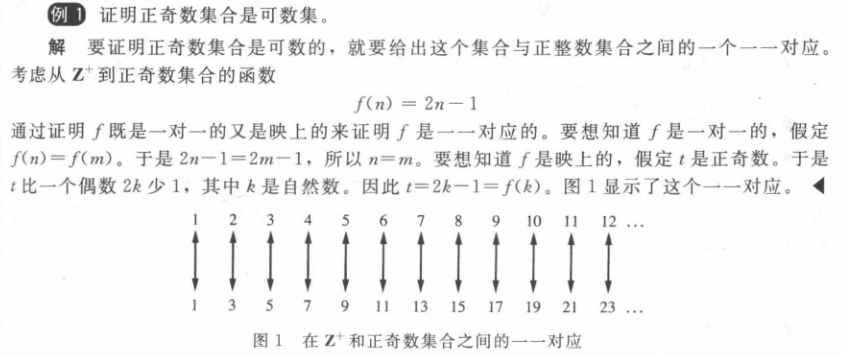 例1 证明正奇数集合是可数集。
解 要证明正奇数集合是可数的，就要给出这个集合与正整数集合之间的一个一一对应。
考虑从 Z⁺ 到正奇数集合的函数
f(n) = 2n－1
通过证明 f 既是一对一的又是映上的来证明 f 是一一对应的。要想知道 f 是一对一的，假定
f(n)=f(m)。于是 2n－1=2m－1，所以 n=m。要想知道 f 是映上的，假定 t 是正奇数。于是
t 比一个偶数 2k 少 1，其中 k 是自然数。因此 t=2k－1=f(k)。图 1 显示了这个一一对应。◀
1 2 3 4 5 6 7 8 9 10 11 12 …
1 3 5 7 9 11 13 15 17 19 21 23 …
图 1 在 Z⁺ 和正奇数集合之间的一一对应